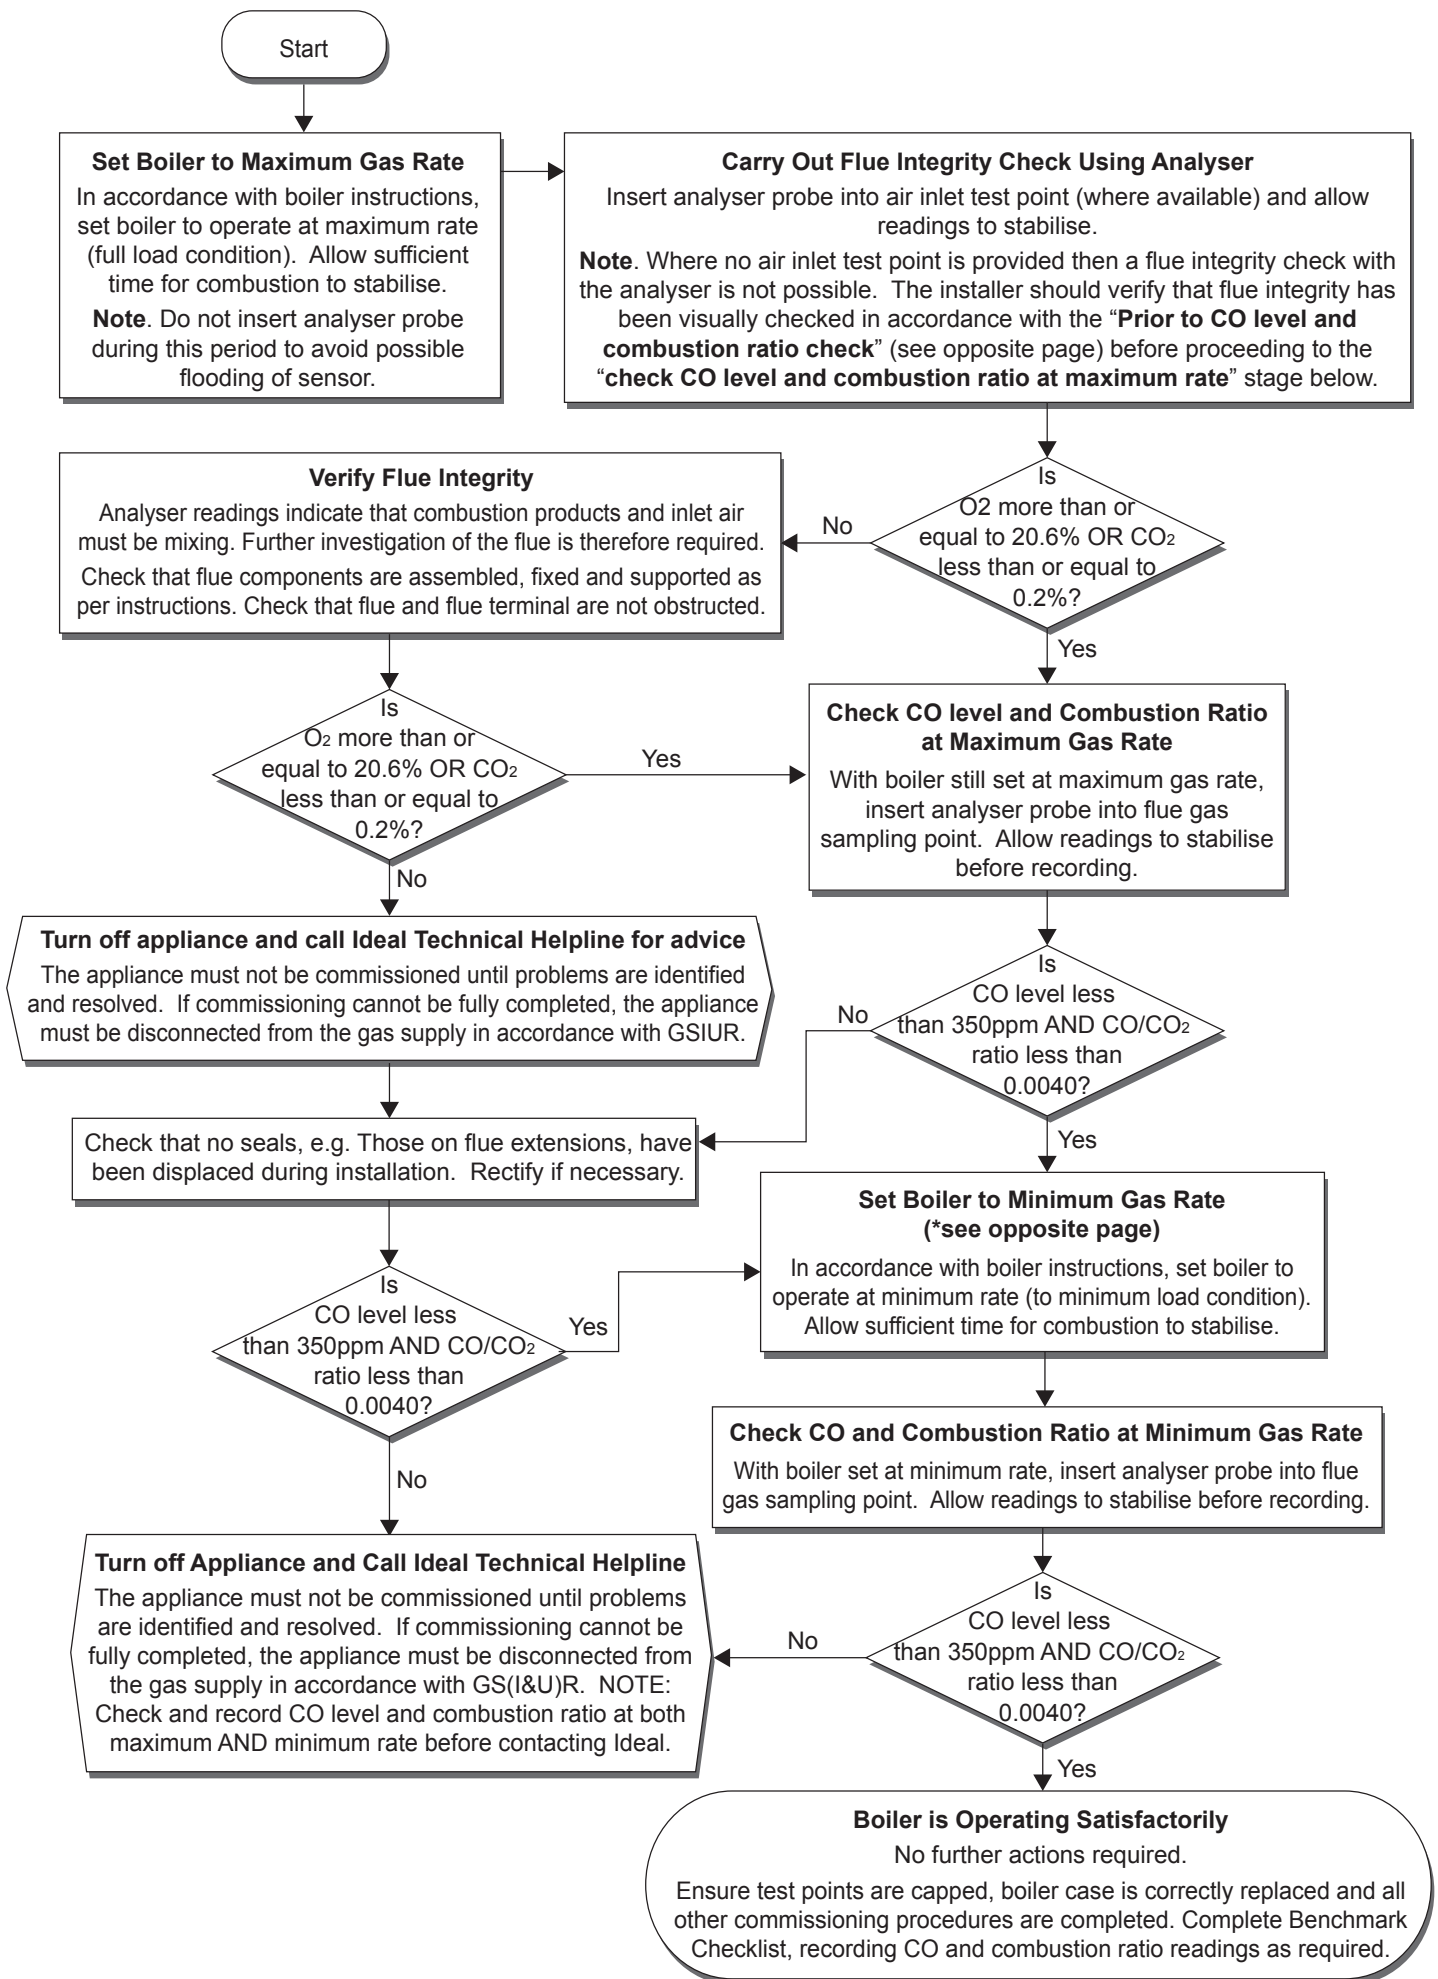 Start
Set Boiler to Maximum Gas Rate
In accordance with boiler instructions,
set boiler to operate at maximum rate
(full load condition).  Allow sufficient
time for combustion to stabilise.
Note. Do not insert analyser probe
during this period to avoid possible
flooding of sensor.
Carry Out Flue Integrity Check Using Analyser
Insert analyser probe into air inlet test point (where available) and allow
readings to stabilise.
Note. Where no air inlet test point is provided then a flue integrity check with
the analyser is not possible.  The installer should verify that flue integrity has
been visually checked in accordance with the “Prior to CO level and
combustion ratio check” (see opposite page) before proceeding to the
“check CO level and combustion ratio at maximum rate” stage below.
Is
O2 more than or
equal to 20.6% OR CO2
less than or equal to
0.2%?
No
Yes
Verify Flue Integrity
Analyser readings indicate that combustion products and inlet air
must be mixing. Further investigation of the flue is therefore required.
Check that flue components are assembled, fixed and supported as
per instructions. Check that flue and flue terminal are not obstructed.
Is
O2 more than or
equal to 20.6% OR CO2
less than or equal to
0.2%?
Yes
No
Check CO level and Combustion Ratio
at Maximum Gas Rate
With boiler still set at maximum gas rate,
insert analyser probe into flue gas
sampling point.  Allow readings to stabilise
before recording.
Turn off appliance and call Ideal Technical Helpline for advice
The appliance must not be commissioned until problems are identified
and resolved.  If commissioning cannot be fully completed, the appliance
must be disconnected from the gas supply in accordance with GSIUR.
Is
CO level less
than 350ppm AND CO/CO2
ratio less than
0.0040?
No
Yes
Check that no seals, e.g. Those on flue extensions, have
been displaced during installation.  Rectify if necessary.
Set Boiler to Minimum Gas Rate
(*see opposite page)
In accordance with boiler instructions, set boiler to
operate at minimum rate (to minimum load condition).
Allow sufficient time for combustion to stabilise.
Is
CO level less
than 350ppm AND CO/CO2
ratio less than
0.0040?
Yes
No
Check CO and Combustion Ratio at Minimum Gas Rate
With boiler set at minimum rate, insert analyser probe into flue
gas sampling point.  Allow readings to stabilise before recording.
Turn off Appliance and Call Ideal Technical Helpline
The appliance must not be commissioned until problems
are identified and resolved.  If commissioning cannot be
fully completed, the appliance must be disconnected from
the gas supply in accordance with GS(I&U)R.  NOTE:
Check and record CO level and combustion ratio at both
maximum AND minimum rate before contacting Ideal.
Is
CO level less
than 350ppm AND CO/CO2
ratio less than
0.0040?
No
Yes
Boiler is Operating Satisfactorily
No further actions required.
Ensure test points are capped, boiler case is correctly replaced and all
other commissioning procedures are completed. Complete Benchmark
Checklist, recording CO and combustion ratio readings as required.